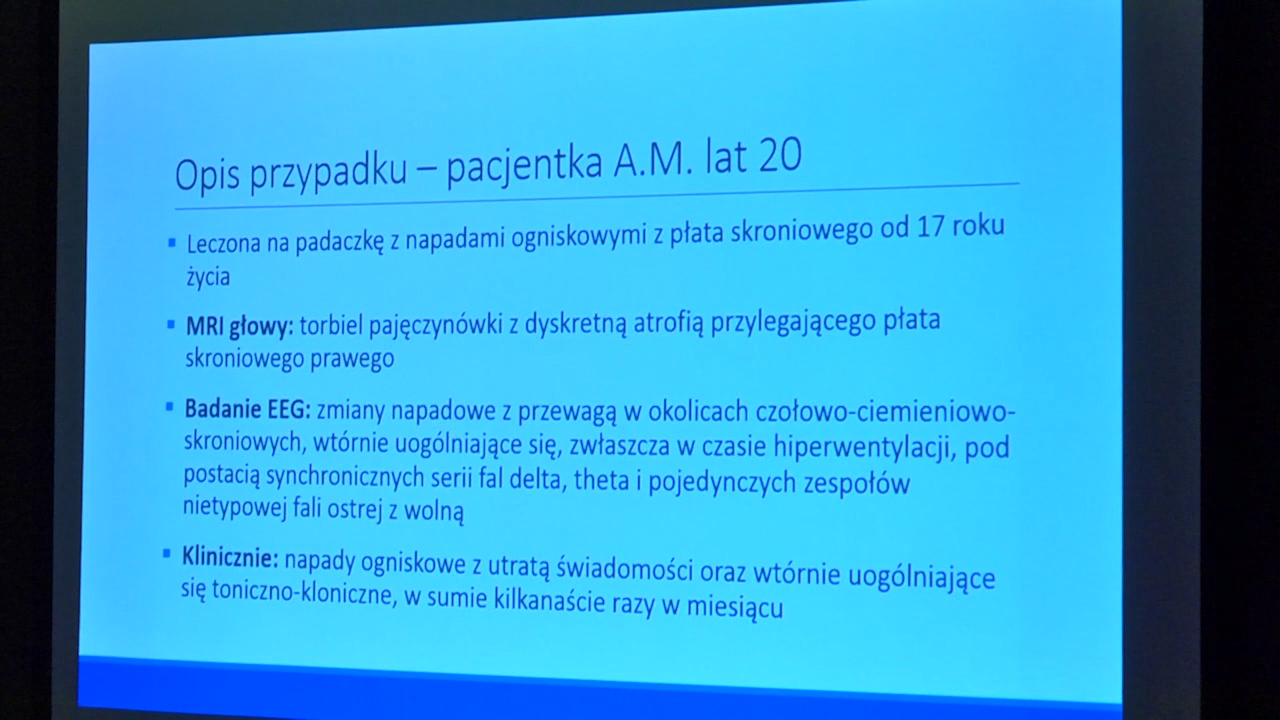 Opis przypadku – pacjentka A.M. lat 20
▪ Leczona na padaczkę z napadami ogniskowymi z płata skroniowego od 17 roku
życia
▪ MRI głowy: torbiel pajęczynówki z dyskretną atrofią przylegającego płata
skroniowego prawego
▪ Badanie EEG: zmiany napadowe z przewagą w okolicach czołowo-ciemieniowo-
skroniowych, wtórnie uogólniające się, zwłaszcza w czasie hiperwentylacji, pod
postacią synchronicznych serii fal delta, theta i pojedynczych zespołów
nietypowej fali ostrej z wolną
▪ Klinicznie: napady ogniskowe z utratą świadomości oraz wtórnie uogólniające
się toniczno-kloniczne, w sumie kilkanaście razy w miesiącu